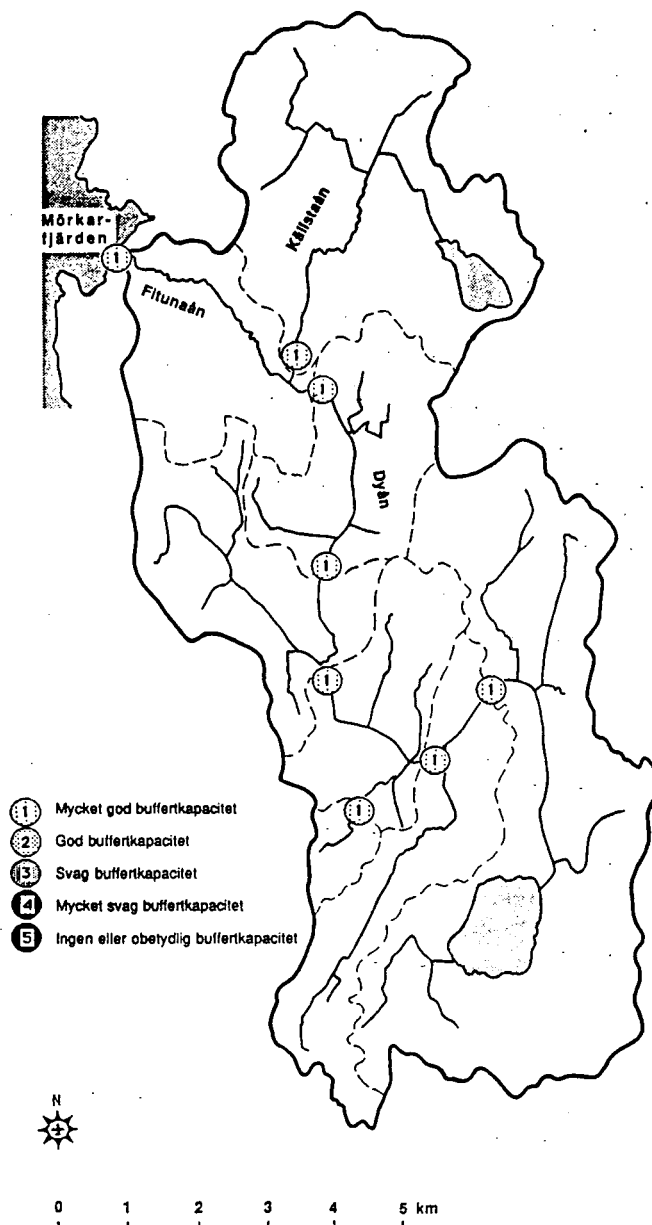 Mörkar-
fjärden
1
Fitunaån
Kållstaån
1
1
Dyån
1
1
1
1
1
1 Mycket god buffertkapacitet
2 God buffertkapacitet
3 Svag buffertkapacitet
4 Mycket svag buffertkapacitet
5 Ingen eller obetydlig buffertkapacitet
N
0 1 2 3 4 5 km